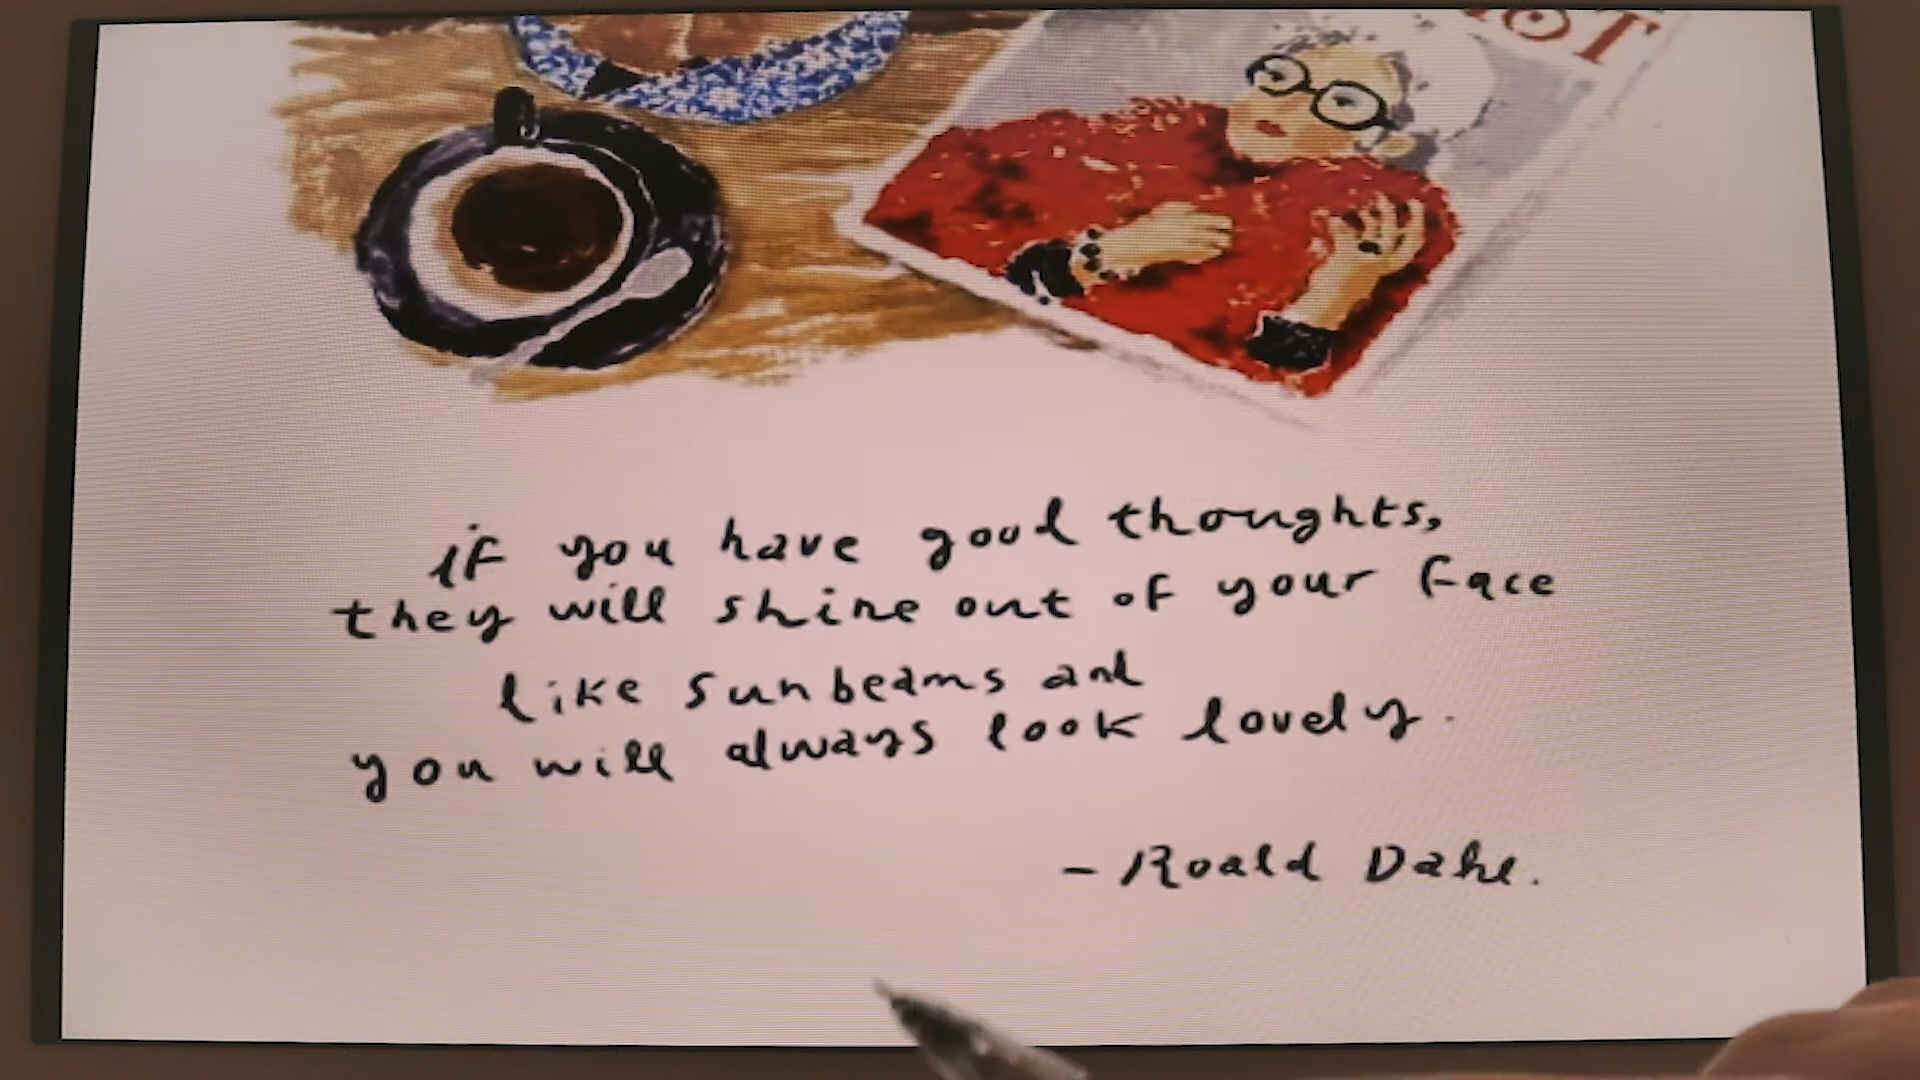 if you have good thoughts,
they will shine out of your face
like sunbeams and
you will always look lovely.
- Roald Dahl.